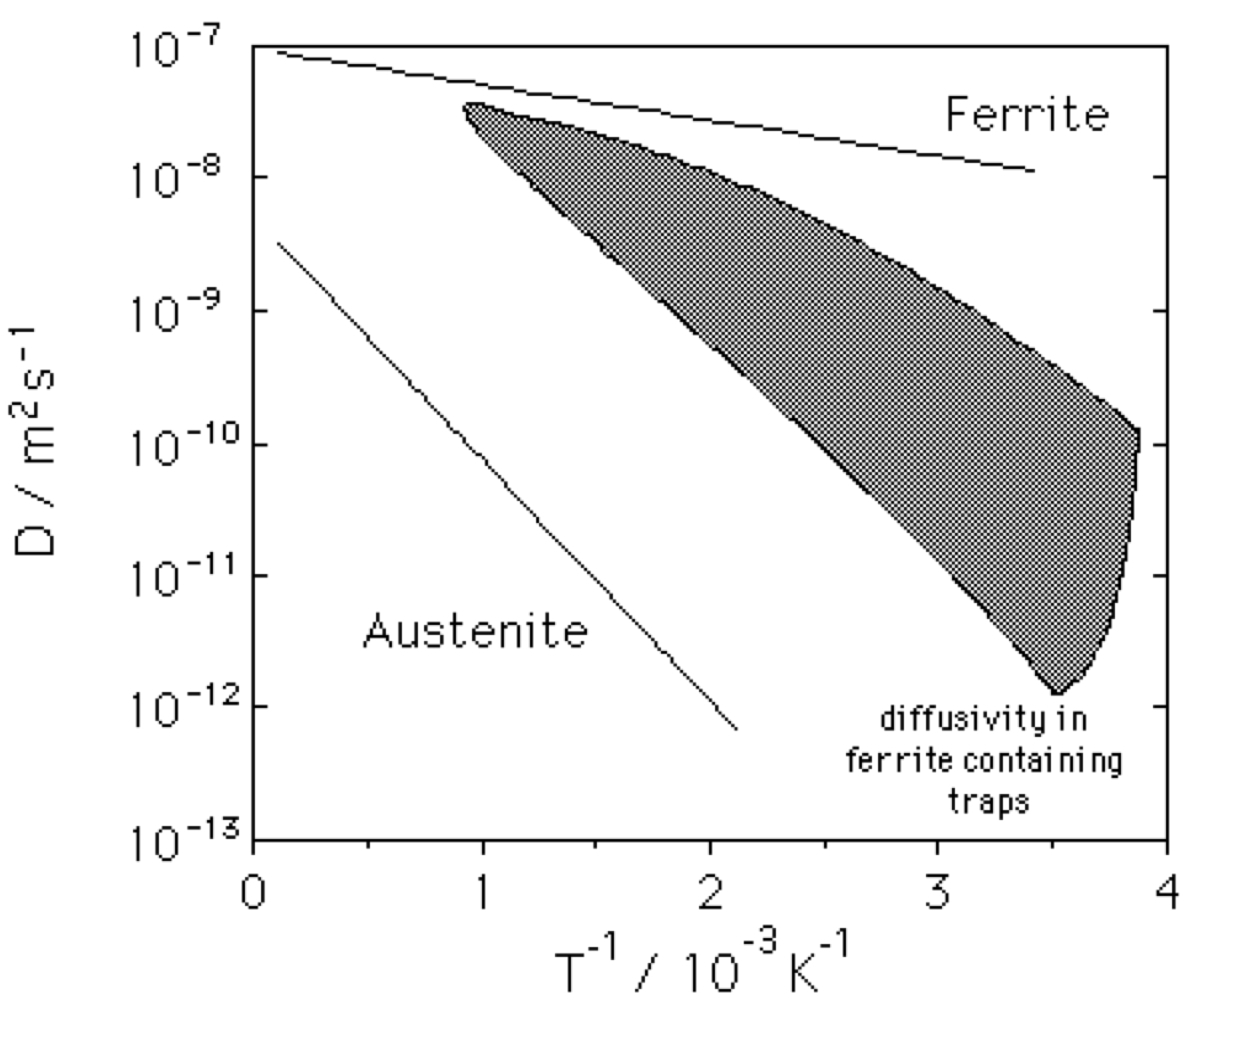 10⁻⁷
Ferrite
10⁻⁸
10⁻⁹
D / m²s⁻¹
10⁻¹⁰
10⁻¹¹
Austenite
10⁻¹²
diffusivity in
ferrite containing
traps
10⁻¹³
0 1 2 3 4
T⁻¹ / 10⁻³ K⁻¹